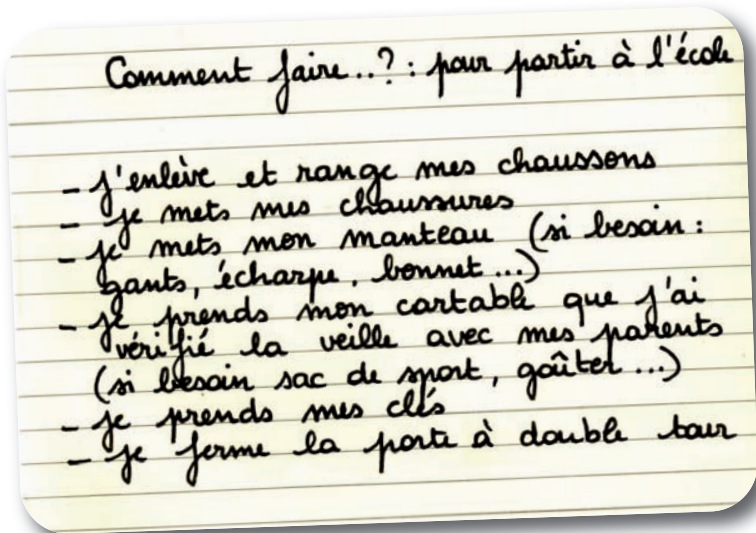 Comment faire..? : pour partir à l'école
- j'enlève et range mes chaussons
- je mets mes chaussures
- je mets mon manteau (si besoin :
gants, écharpe, bonnet ...)
- je prends mon cartable que j'ai
vérifié la veille avec mes parents
(si besoin sac de sport, goûter ...)
- je prends mes clés
- je ferme la porte à double tour